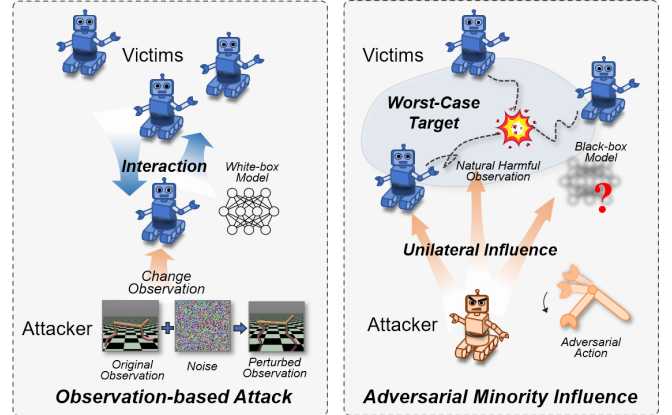 Victims
Interaction
White-box
Model
Change
Observation
Attacker
Original
Observation
Noise
Perturbed
Observation
Observation-based Attack
Victims
Worst-Case
Target
Natural Harmful
Observation
Black-box
Model
?
Unilateral Influence
Attacker
Adversarial
Action
Adversarial Minority Influence